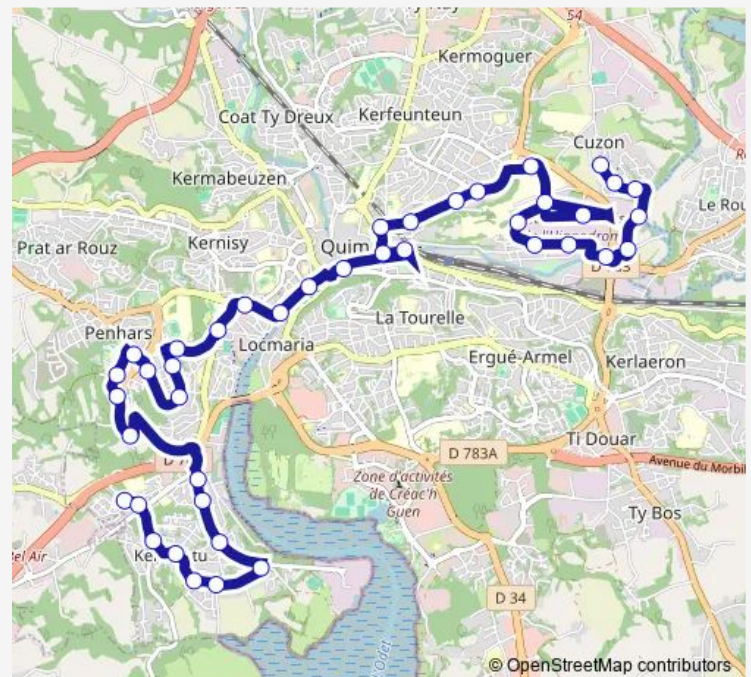 Kermoguer
Coat Ty Dreux
Kerfeunteun
Cuzon
Kermabeuzen
Le Rou
Prat ar Rouz
Kernisy
Quim
La Tourelle
Penhars
Locmaria
Ergué Armel
Kerlaeron
D 783A
Ti Douar
Avenue du Morbil
Zone d'activités
de Créac'h
Guen
Ty Bos
Bel Air
D 34
l'Odet
© OpenStreetMap contributors